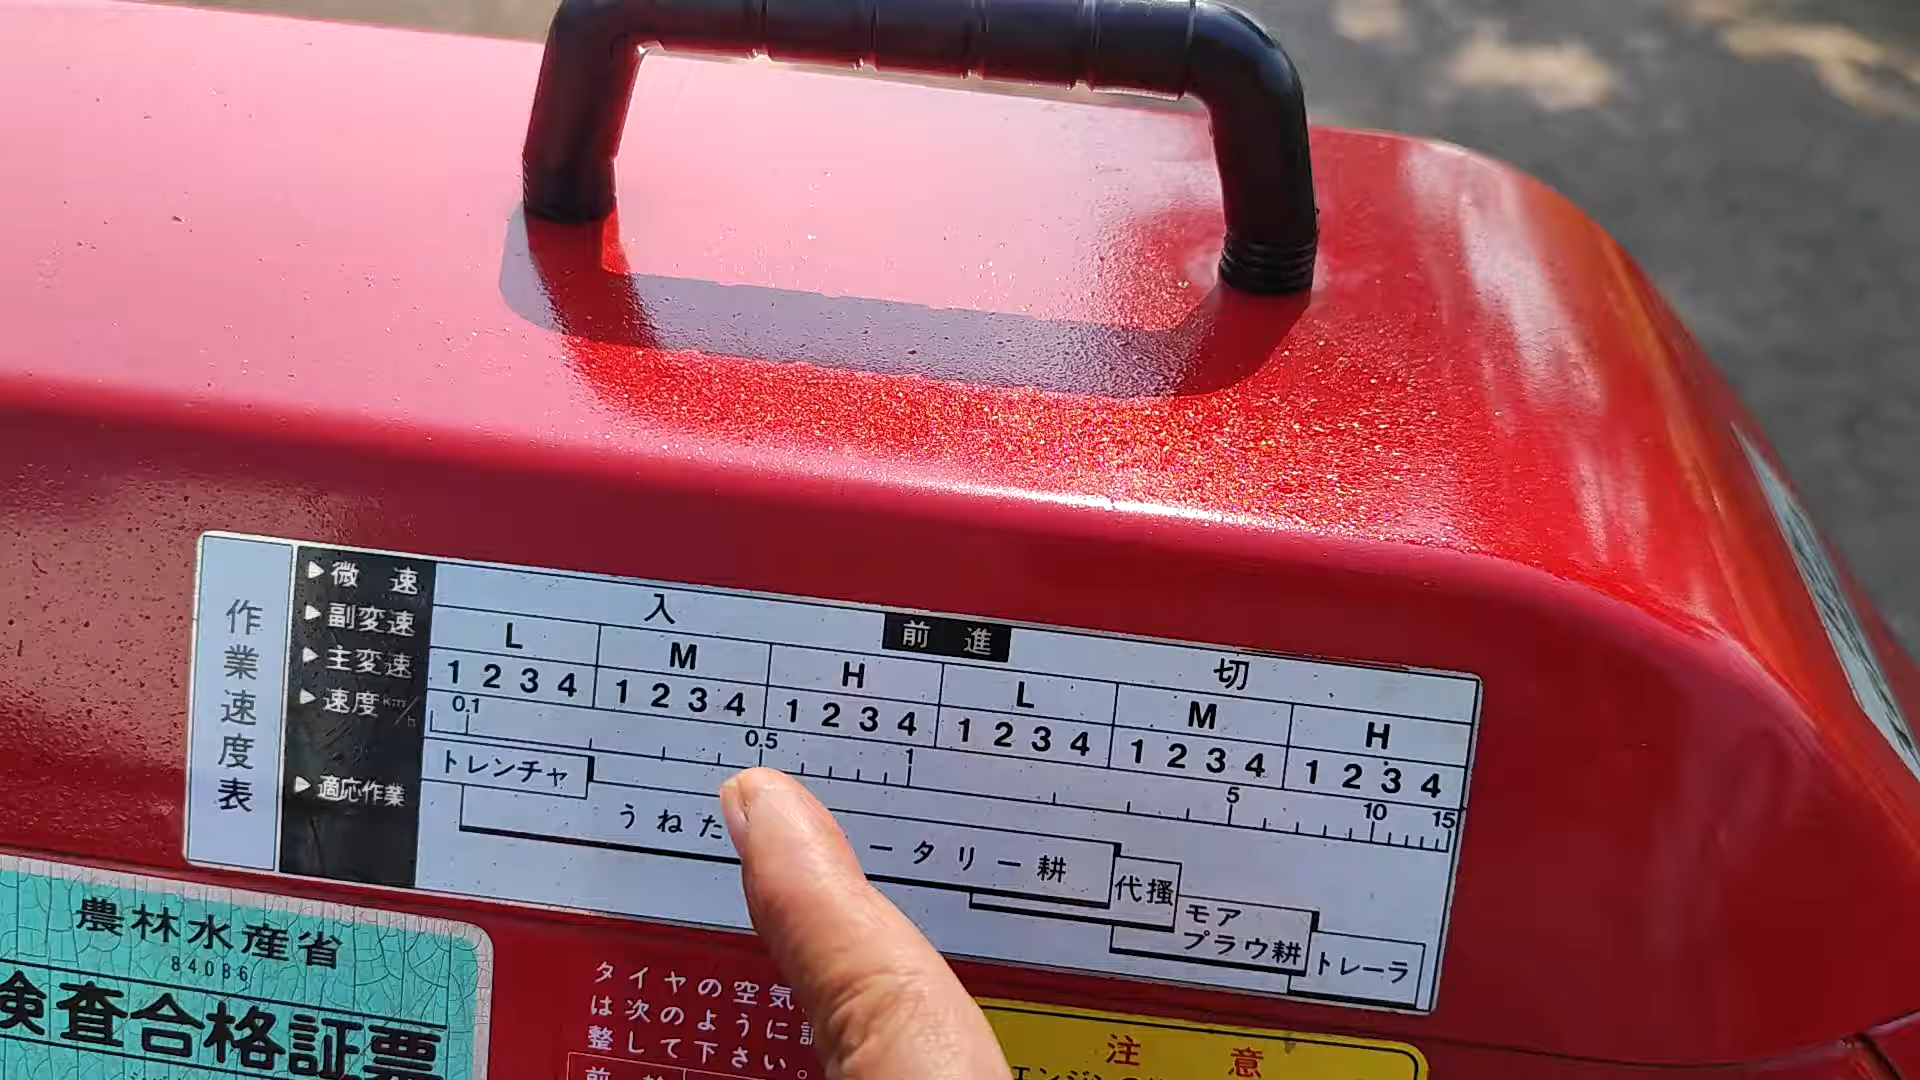 作業速度表
▶微速
▶副変速
▶主変速
▶速度km/h
▶適応作業
入 前進 切
L M H L M H
1 2 3 4 1 2 3 4 1 2 3 4 1 2 3 4 1 2 3 4 1 2 3 4
0.1 0.5 1 5 10 15
トレンチャ
うねた
ータリー耕
代搔
モア
プラウ耕
トレーラ
農林水産省
84086
検査合格証票
タイヤの空気
は次のように調
整して下さい。
注意